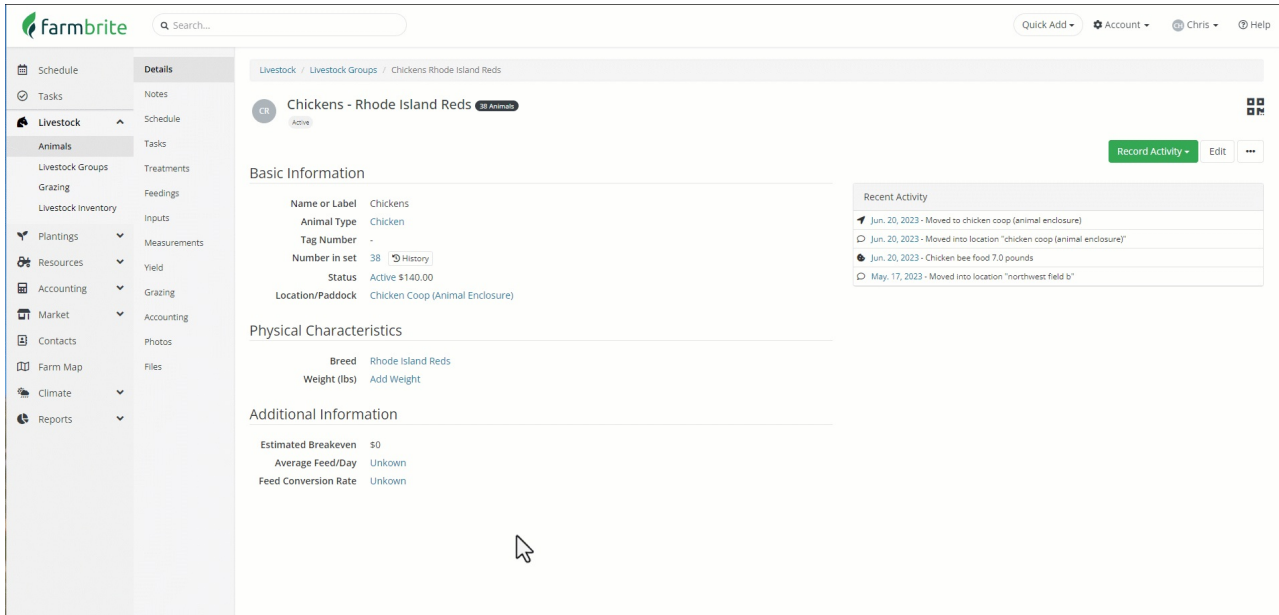 farmbrite
Search...
Quick Add
Account
CH Chris
Help
Schedule
Tasks
Livestock
Animals
Livestock Groups
Grazing
Livestock Inventory
Plantings
Resources
Accounting
Market
Contacts
Farm Map
Climate
Reports
Details
Notes
Schedule
Tasks
Treatments
Feedings
Inputs
Measurements
Yield
Grazing
Accounting
Photos
Files
Livestock / Livestock Groups / Chickens Rhode Island Reds
CR
Chickens - Rhode Island Reds 38 Animals
Active
Record Activity
Edit
Basic Information
Name or Label Chickens
Animal Type Chicken
Tag Number -
Number in set 38 History
Status Active $140.00
Location/Paddock Chicken Coop (Animal Enclosure)
Physical Characteristics
Breed Rhode Island Reds
Weight (lbs) Add Weight
Additional Information
Estimated Breakeven $0
Average Feed/Day Unkown
Feed Conversion Rate Unkown
Recent Activity
Jun. 20, 2023 - Moved to chicken coop (animal enclosure)
Jun. 20, 2023 - Moved into location "chicken coop (animal enclosure)"
Jun. 20, 2023 - Chicken bee food 7.0 pounds
May. 17, 2023 - Moved into location "northwest field b"